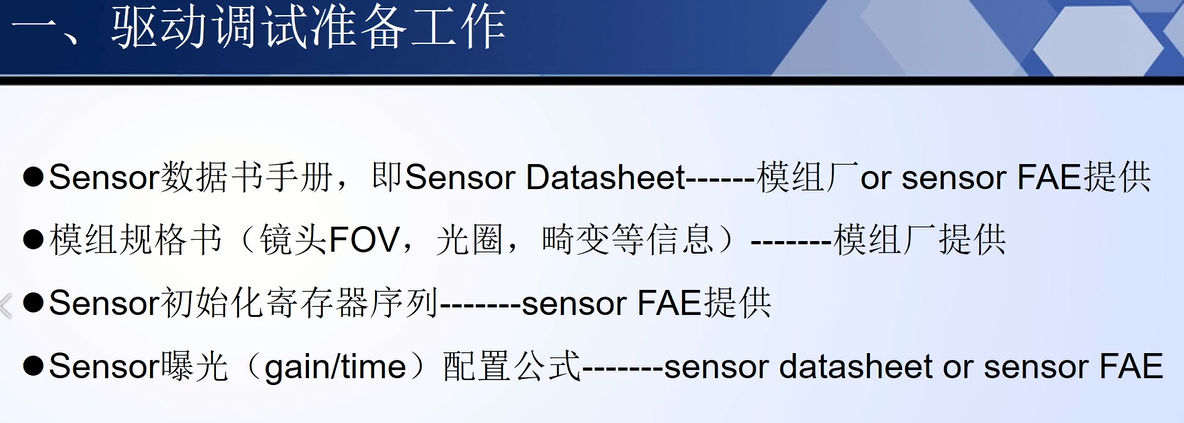 一、驱动调试准备工作
●Sensor数据书手册，即Sensor Datasheet------模组厂or sensor FAE提供
●模组规格书（镜头FOV，光圈，畸变等信息）-------模组厂提供
●Sensor初始化寄存器序列-------sensor FAE提供
●Sensor曝光（gain/time）配置公式-------sensor datasheet or sensor FAE